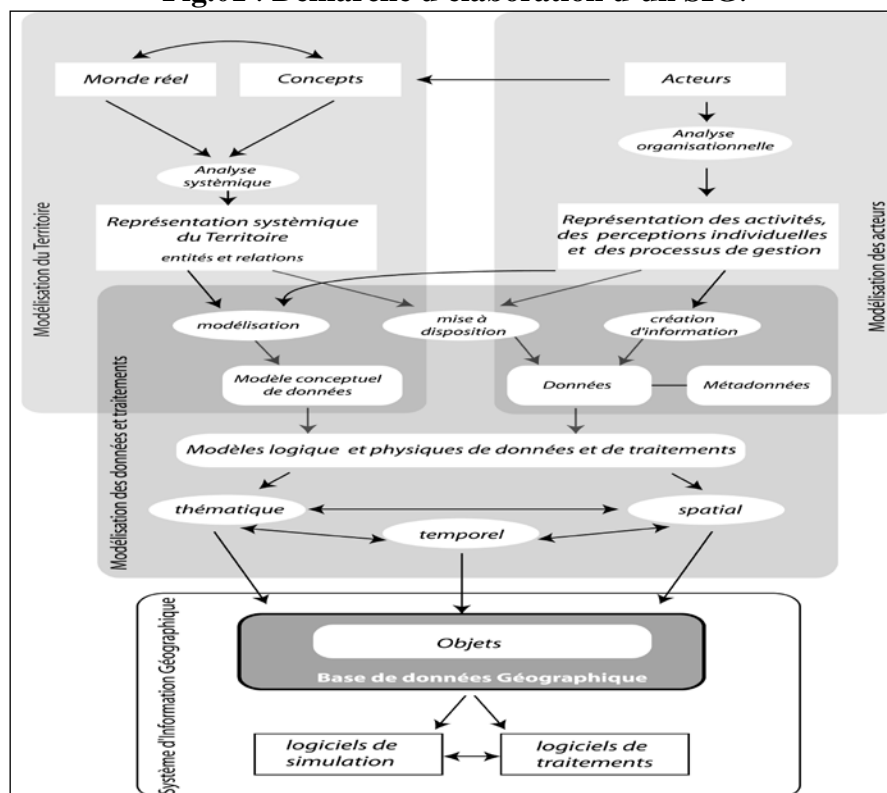 Fig.01 : Démarche d'élaboration d'un SIG.
Monde réel
Concepts
Acteurs
Analyse
organisationnelle
Analyse
systèmique
Représentation systèmique
du Territoire
entités et relations
Représentation des activités,
des perceptions individuelles
et des processus de gestion
Modélisation du Territoire
Modélisation des acteurs
modélisation
mise à
disposition
création
d'information
Modèle conceptuel
de données
Données
Métadonnées
Modèles logique et physiques de données et de traitements
Modélisation des données et traitements
thématique
spatial
temporel
Système d'Information Géographique
Objets
Base de données Géographique
logiciels de
simulation
logiciels de
traitements